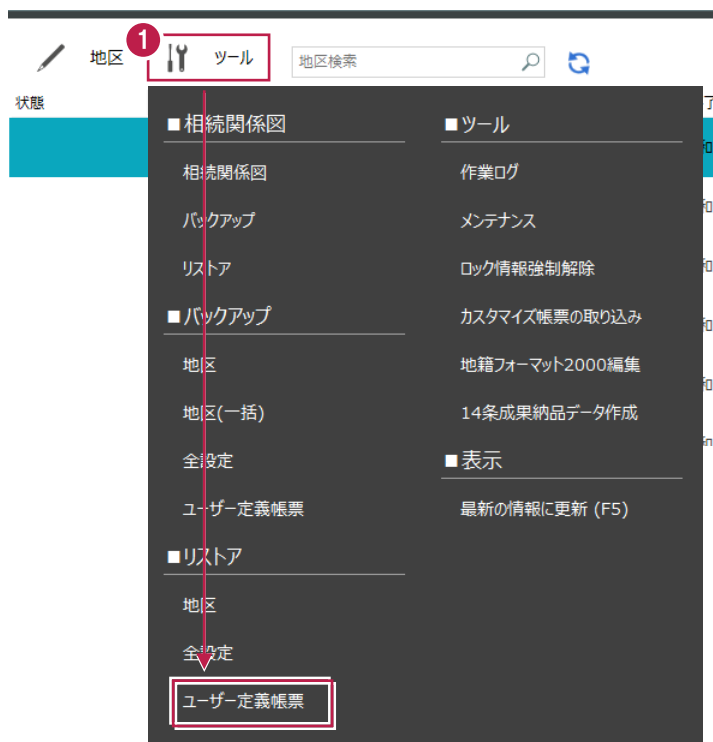 1
地区
ツール
地区検索
状態
■相続関係図
相続関係図
バックアップ
リストア
■バックアップ
地区
地区(一括)
全設定
ユーザー定義帳票
■リストア
地区
全設定
ユーザー定義帳票
■ツール
作業ログ
メンテナンス
ロック情報強制解除
カスタマイズ帳票の取り込み
地籍フォーマット2000編集
14条成果納品データ作成
■表示
最新の情報に更新 (F5)